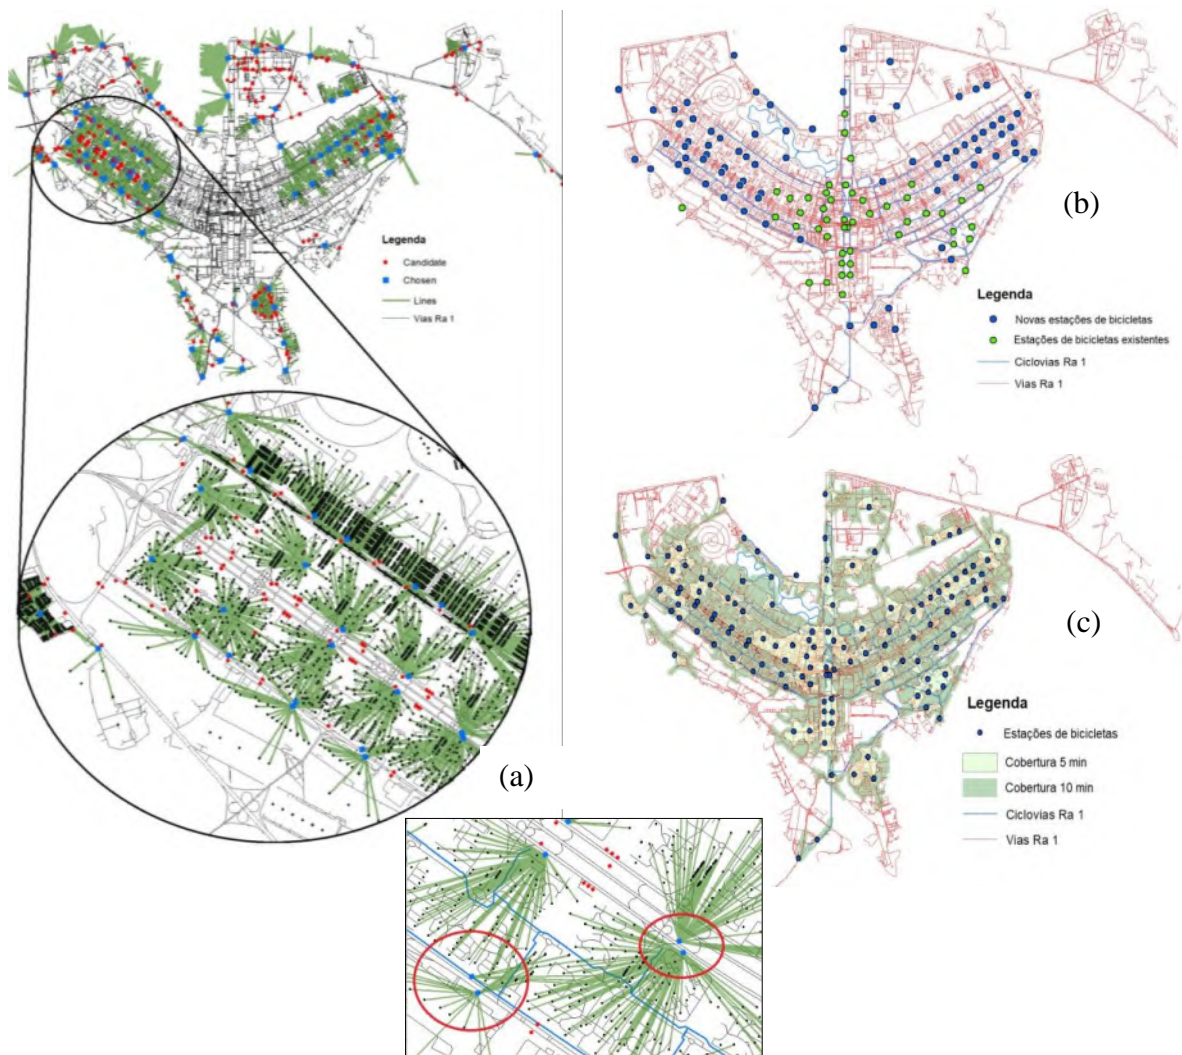 Legenda
Candidate
Chosen
Lines
Vias Ra 1
(a)
(b)
Legenda
Novas estações de bicicletas
Estações de bicicletas existentes
Ciclovias Ra 1
Vias Ra 1
(c)
Legenda
Estações de bicicletas
Cobertura 5 min
Cobertura 10 min
Ciclovias Ra 1
Vias Ra 1